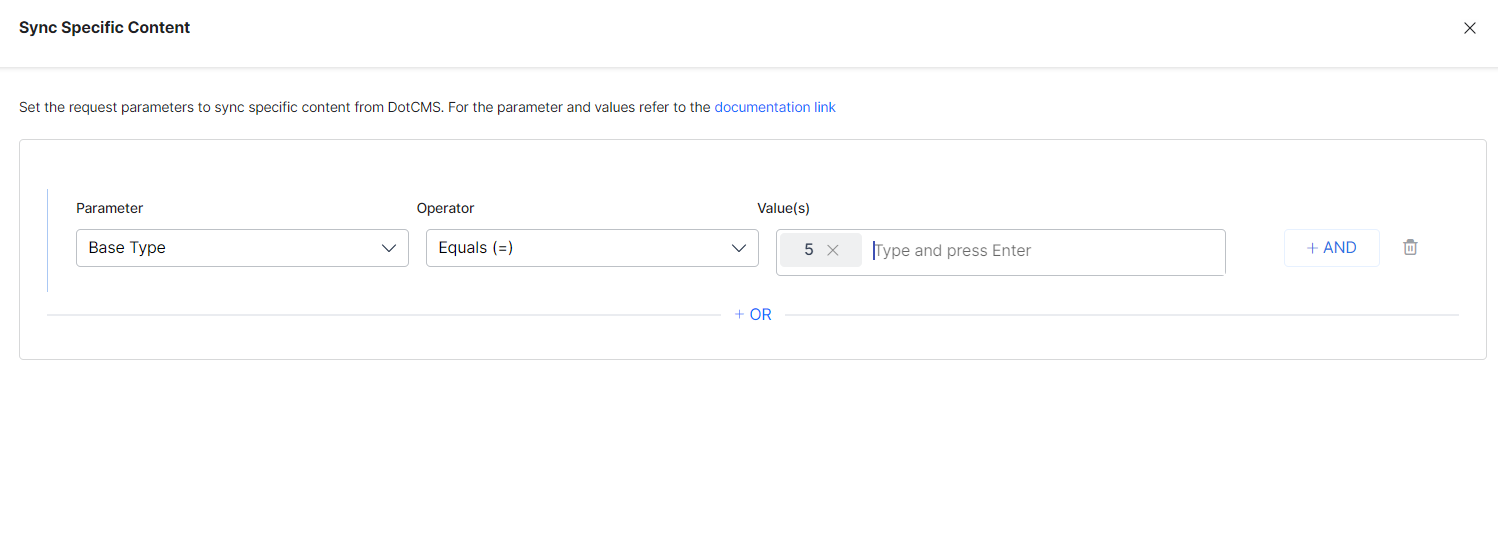 Sync Specific Content
Set the request parameters to sync specific content from DotCMS. For the parameter and values refer to the documentation link
Parameter Operator Value(s)
Base Type Equals (=) 5 Type and press Enter + AND
+ OR